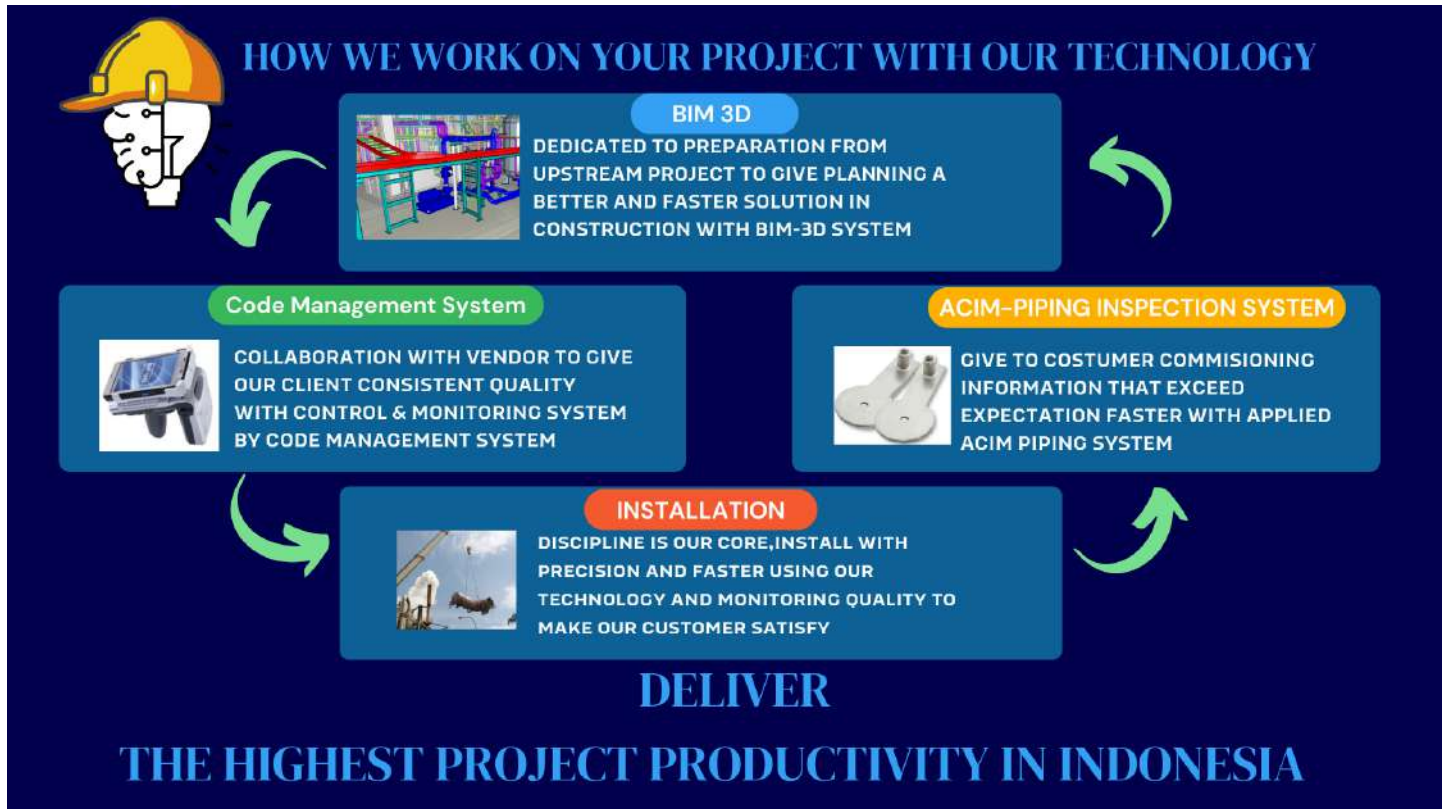 HOW WE WORK ON YOUR PROJECT WITH OUR TECHNOLOGY
BIM 3D
DEDICATED TO PREPARATION FROM
UPSTREAM PROJECT TO GIVE PLANNING A
BETTER AND FASTER SOLUTION IN
CONSTRUCTION WITH BIM-3D SYSTEM
Code Management System
COLLABORATION WITH VENDOR TO GIVE
OUR CLIENT CONSISTENT QUALITY
WITH CONTROL & MONITORING SYSTEM
BY CODE MANAGEMENT SYSTEM
ACIM-PIPING INSPECTION SYSTEM
GIVE TO COSTUMER COMMISIONING
INFORMATION THAT EXCEED
EXPECTATION FASTER WITH APPLIED
ACIM PIPING SYSTEM
INSTALLATION
DISCIPLINE IS OUR CORE,INSTALL WITH
PRECISION AND FASTER USING OUR
TECHNOLOGY AND MONITORING QUALITY TO
MAKE OUR CUSTOMER SATISFY
DELIVER
THE HIGHEST PROJECT PRODUCTIVITY IN INDONESIA